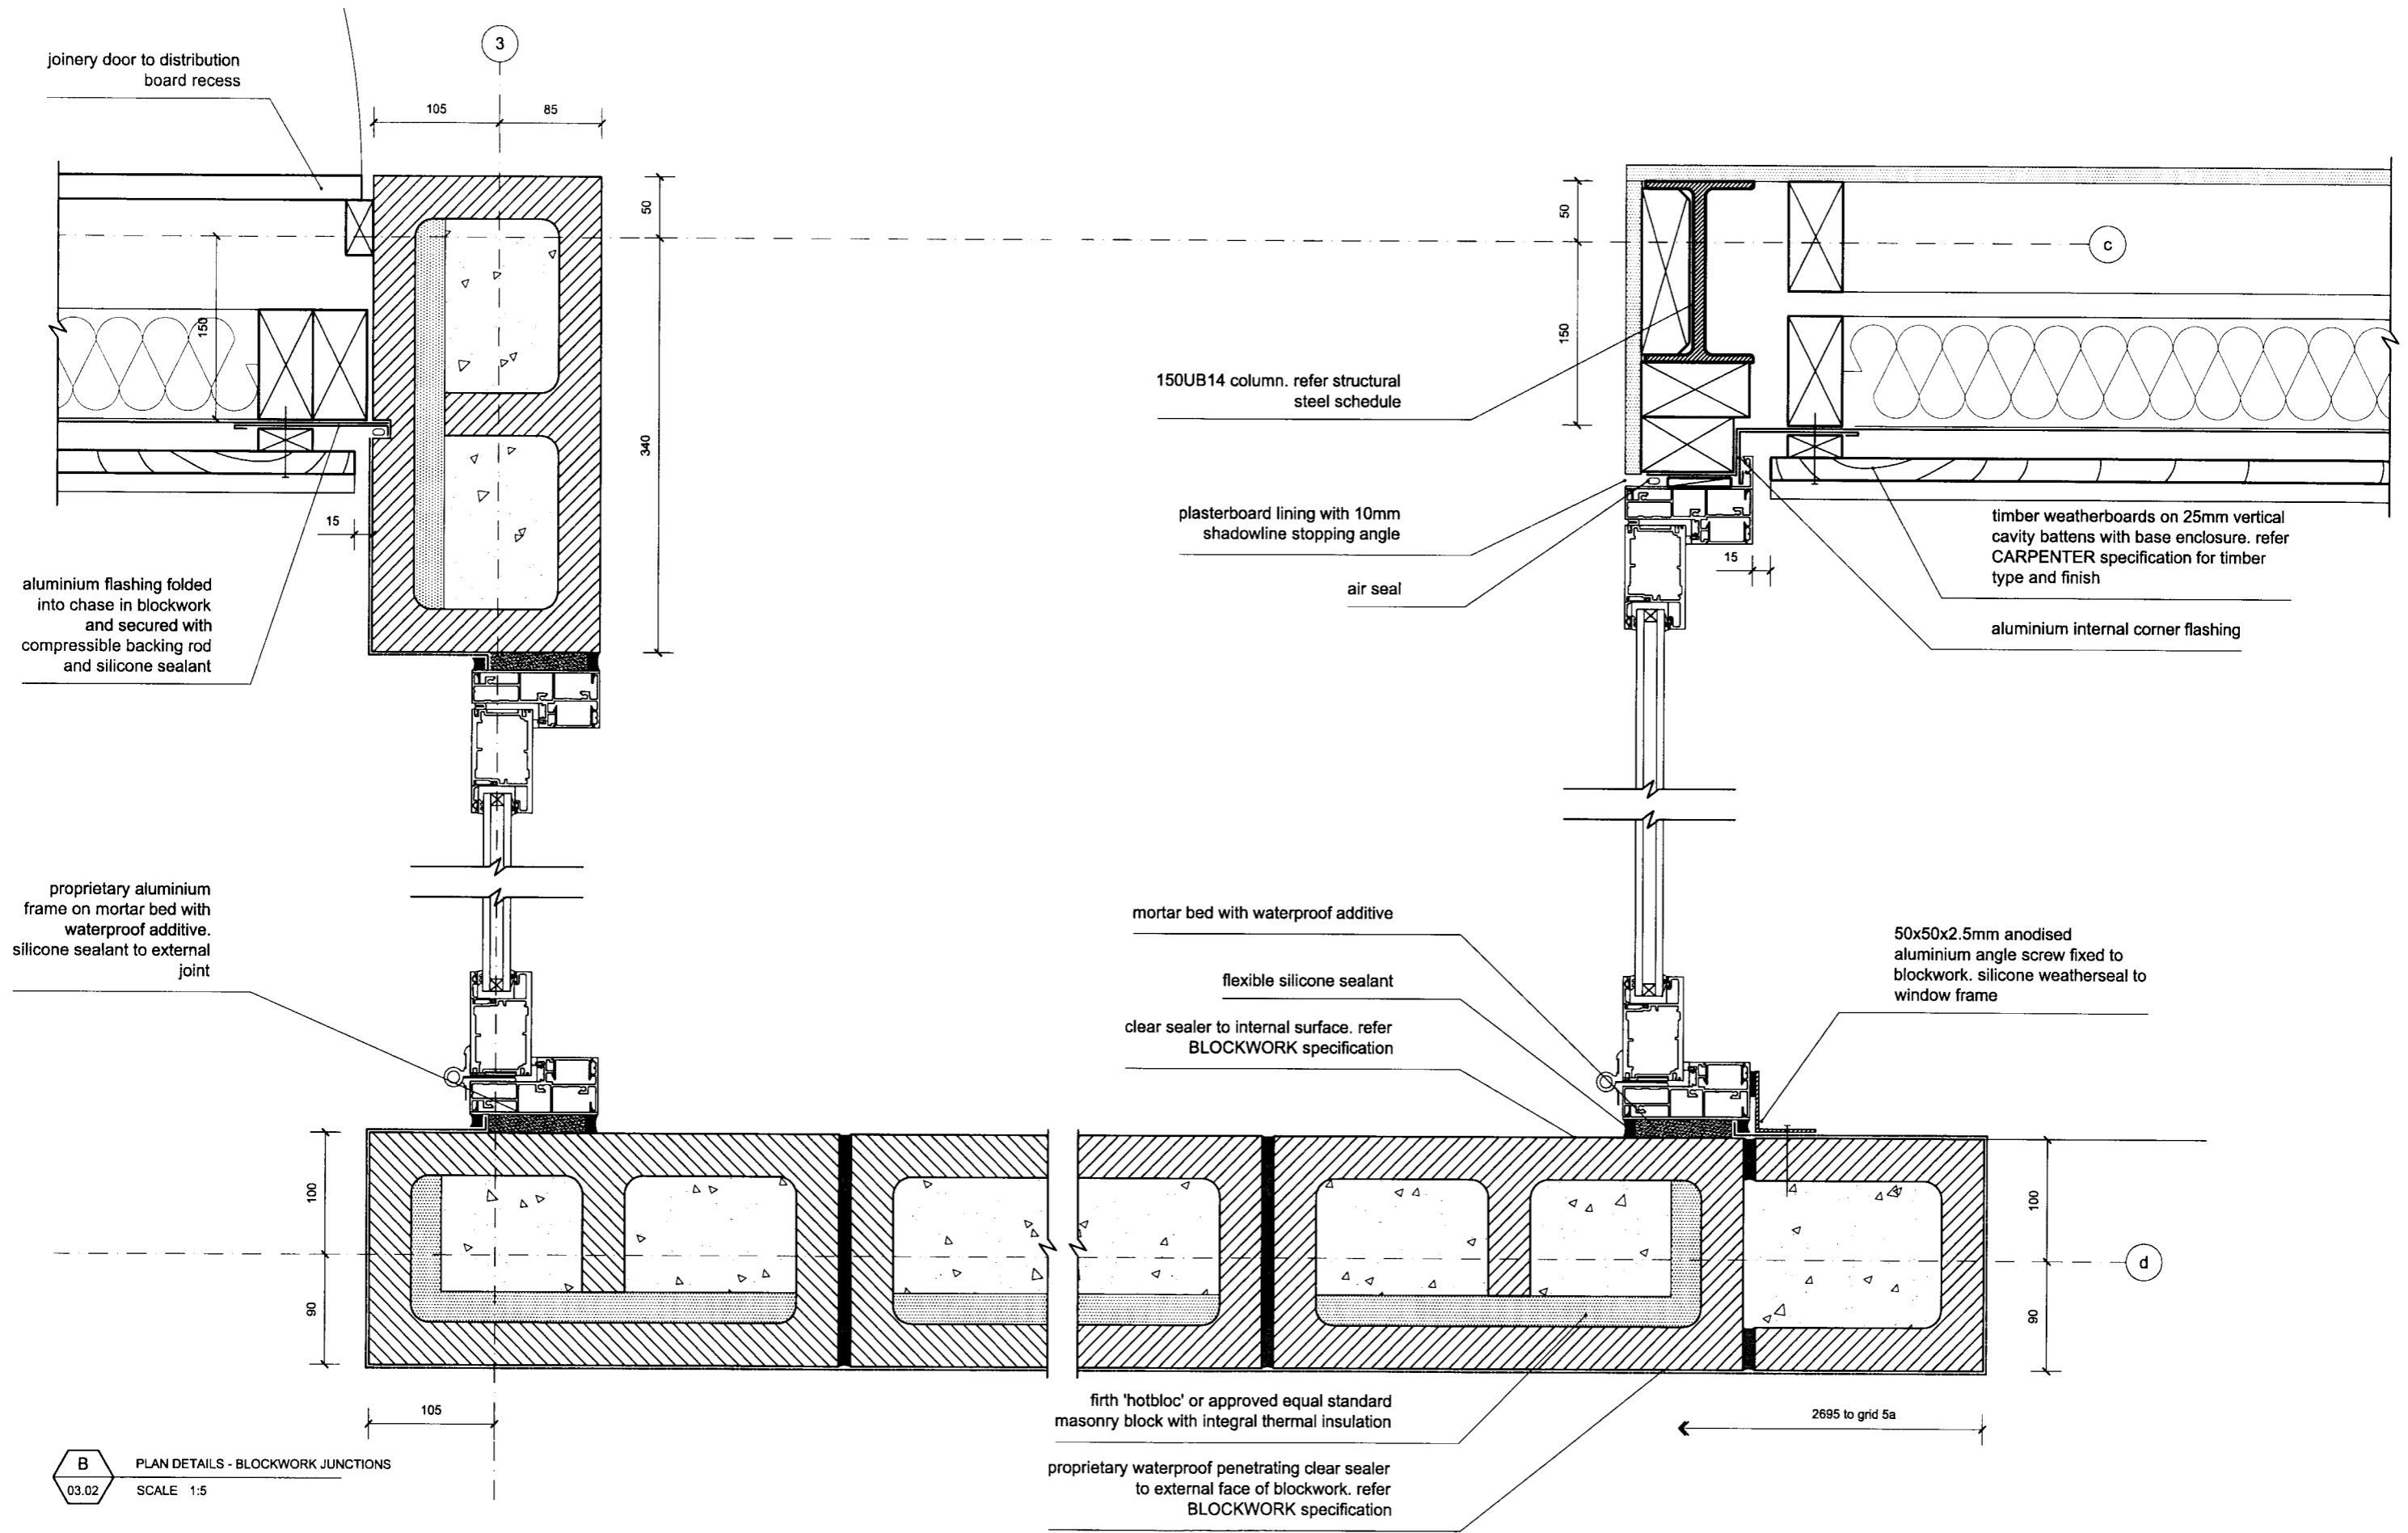 joinery door to distribution
board recess
3
105
85
50
340
150
15
aluminium flashing folded
into chase in blockwork
and secured with
compressible backing rod
and silicone sealant
50
150
c
150UB14 column. refer structural
steel schedule
plasterboard lining with 10mm
shadowline stopping angle
air seal
15
timber weatherboards on 25mm vertical
cavity battens with base enclosure. refer
CARPENTER specification for timber
type and finish
aluminium internal corner flashing
proprietary aluminium
frame on mortar bed with
waterproof additive.
silicone sealant to external
joint
mortar bed with waterproof additive
flexible silicone sealant
clear sealer to internal surface. refer
BLOCKWORK specification
50x50x2.5mm anodised
aluminium angle screw fixed to
blockwork. silicone weatherseal to
window frame
100
90
100
90
d
105
firth 'hotbloc' or approved equal standard
masonry block with integral thermal insulation
2695 to grid 5a
proprietary waterproof penetrating clear sealer
to external face of blockwork. refer
BLOCKWORK specification
B
03.02
PLAN DETAILS - BLOCKWORK JUNCTIONS
SCALE 1:5